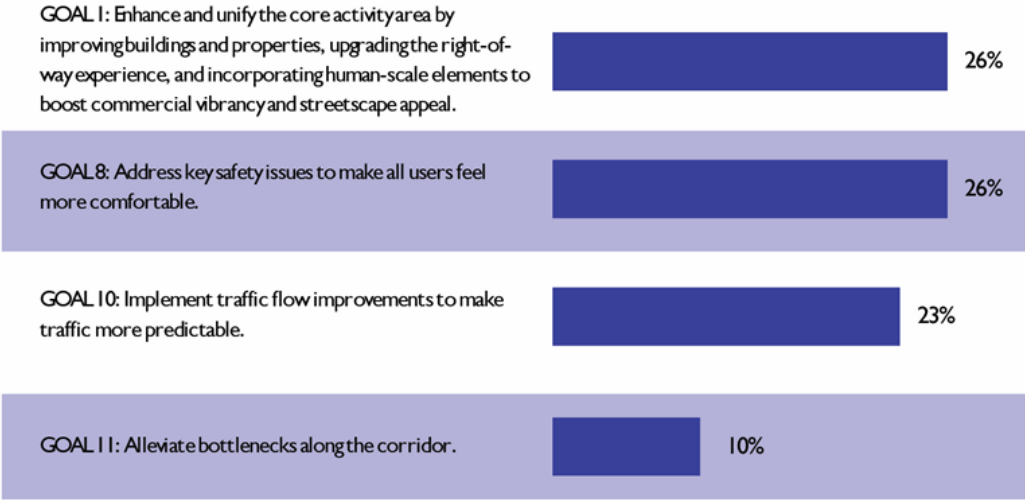 GOAL 1: Enhance and unify the core activity area by
improving buildings and properties, upgrading the right-of-
way experience, and incorporating human-scale elements to
boost commercial vibrancy and streetscape appeal.
26%
GOAL 8: Address key safety issues to make all users feel
more comfortable.
26%
GOAL 10: Implement traffic flow improvements to make
traffic more predictable.
23%
GOAL 11: Alleviate bottlenecks along the corridor.
10%